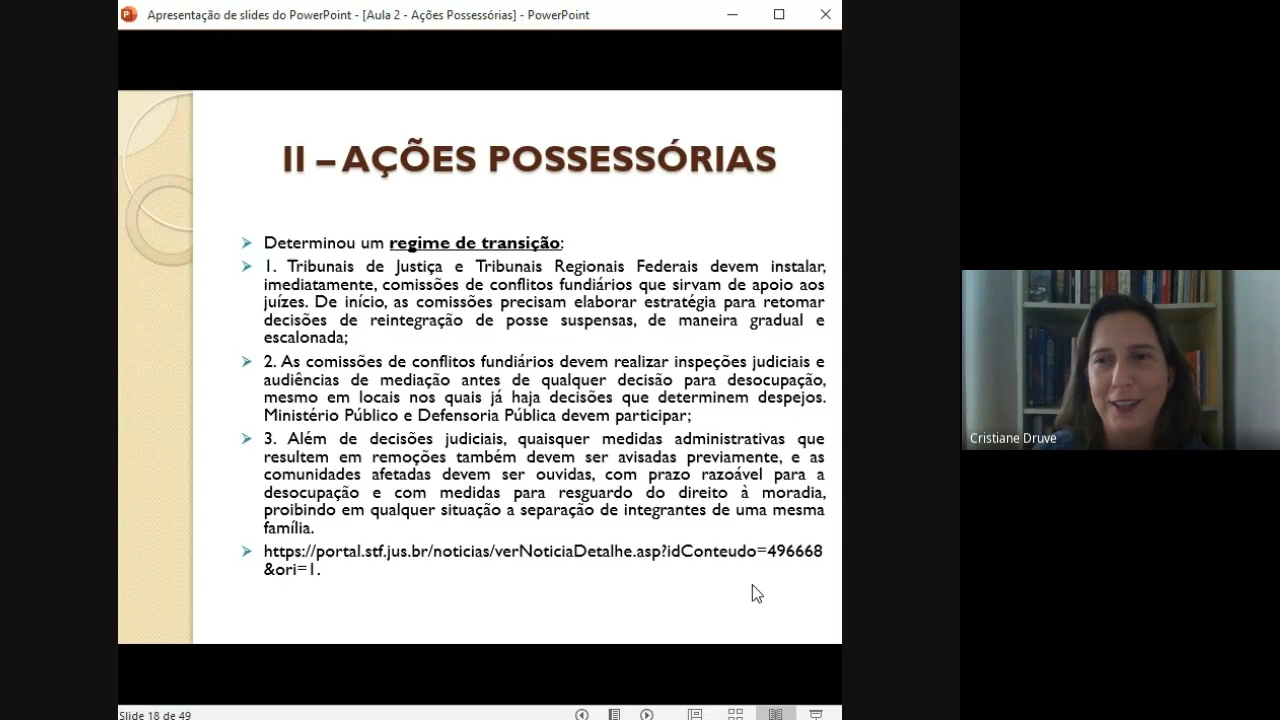 Apresentação de slides do PowerPoint - [Aula 2 - Ações Possessórias] - PowerPoint
II – AÇÕES POSSESSÓRIAS
Determinou um regime de transição:
1. Tribunais de Justiça e Tribunais Regionais Federais devem instalar,
imediatamente, comissões de conflitos fundiários que sirvam de apoio aos
juízes. De início, as comissões precisam elaborar estratégia para retomar
decisões de reintegração de posse suspensas, de maneira gradual e
escalonada;
2. As comissões de conflitos fundiários devem realizar inspeções judiciais e
audiências de mediação antes de qualquer decisão para desocupação,
mesmo em locais nos quais já haja decisões que determinem despejos.
Ministério Público e Defensoria Pública devem participar;
3. Além de decisões judiciais, quaisquer medidas administrativas que
resultem em remoções também devem ser avisadas previamente, e as
comunidades afetadas devem ser ouvidas, com prazo razoável para a
desocupação e com medidas para resguardo do direito à moradia,
proibindo em qualquer situação a separação de integrantes de uma mesma
família.
https://portal.stf.jus.br/noticias/verNoticiaDetalhe.asp?idConteudo=496668
&ori=1.
Slide 18 de 49
Cristiane Druve